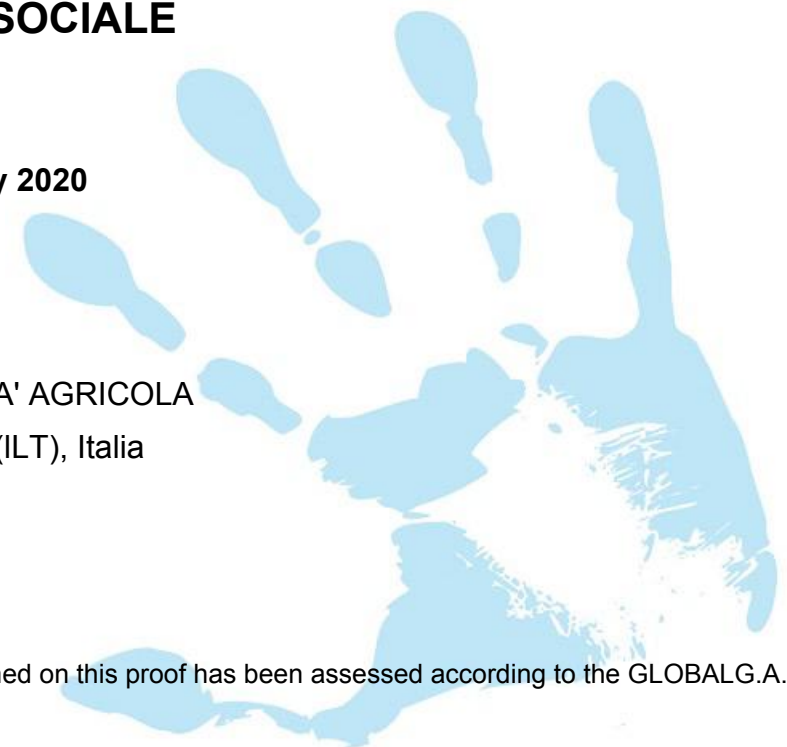 SOCIALE
y 2020
A' AGRICOLA
(ILT), Italia
ned on this proof has been assessed according to the GLOBALG.A.